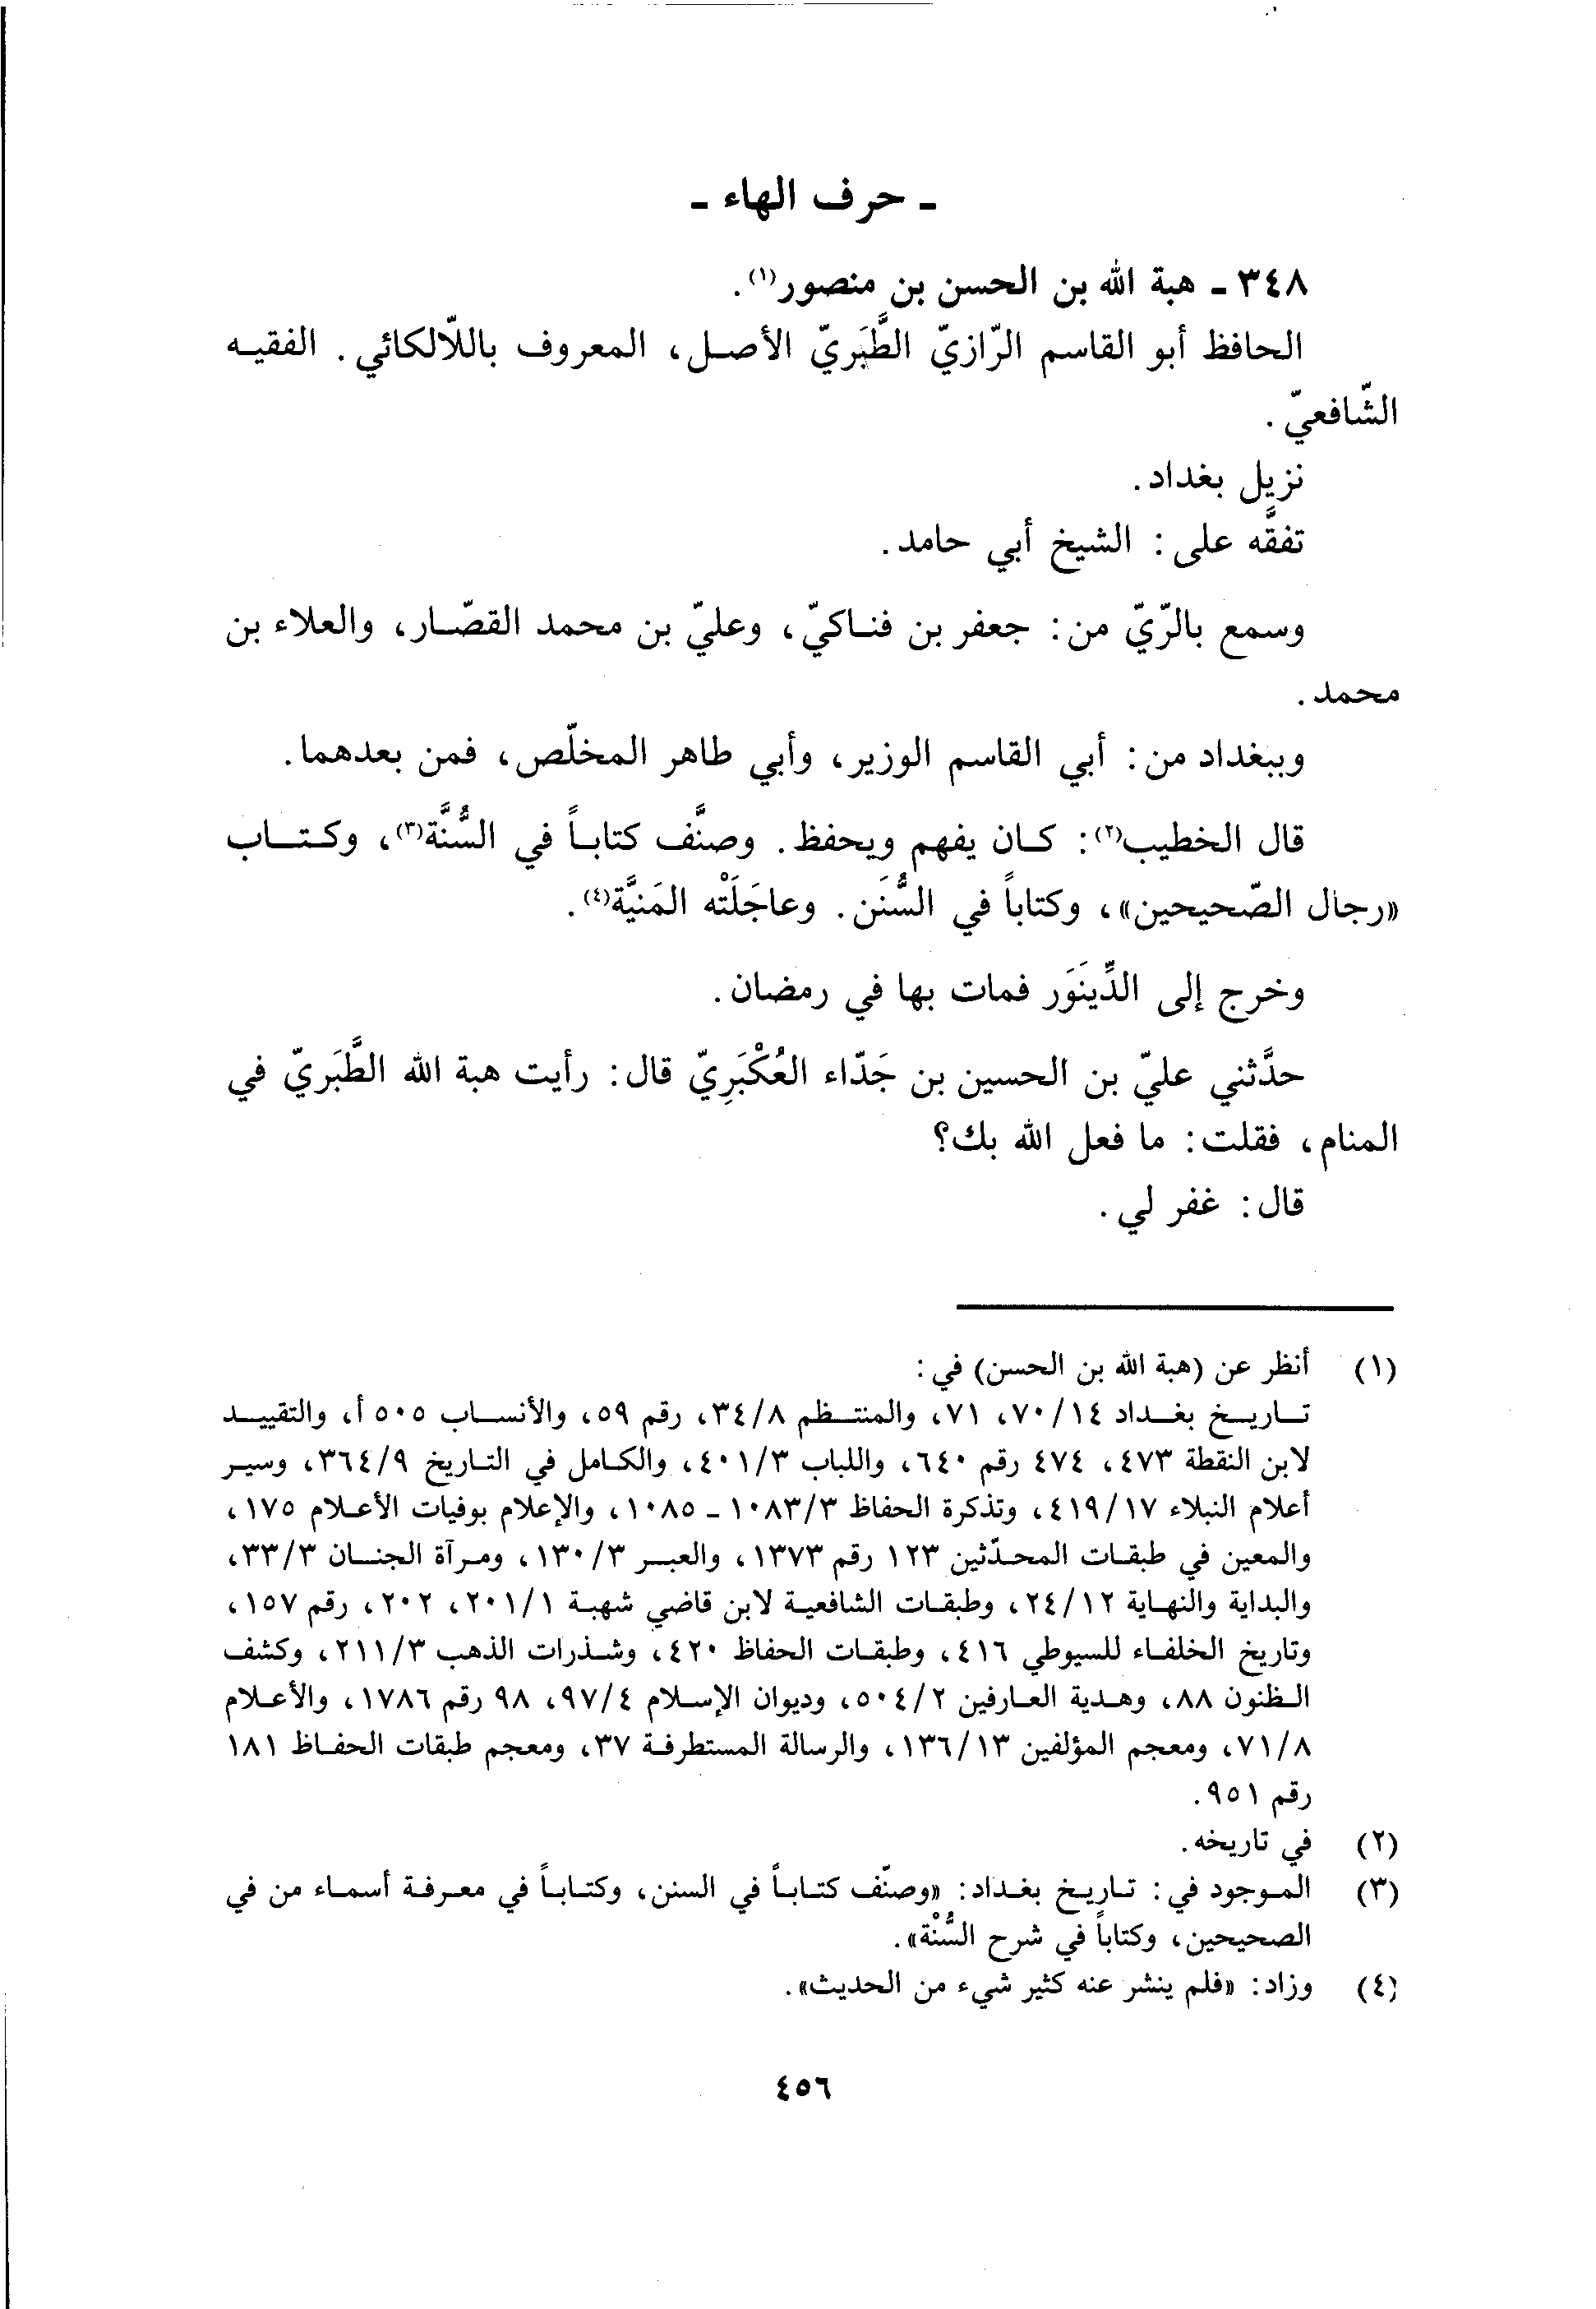 ـ حرف الهاء ـ
٣٤٨ ـ هبة الله بن الحسن بن منصور(١).
الحافظ أبو القاسم الرّازيّ الطَّبَريّ الأصل، المعروف باللّالكائي. الفقيه
الشّافعيّ.
نزيل بغداد.
تفقَّه على: الشيخ أبي حامد.
وسمع بالرّيّ من: جعفر بن فناكيّ، وعليّ بن محمد القصّار، والعلاء بن
محمد.
وببغداد من: أبي القاسم الوزير، وأبي طاهر المخلّص، فمن بعدهما.
قال الخطيب(٢): كان يفهم ويحفظ. وصنَّف كتاباً في السُّنَّة(٣)، وكتاب
«رجال الصّحيحين»، وكتاباً في السُّنَن. وعاجَلَتْه المَنيَّة(٤).
وخرج إلى الدِّينَوَر فمات بها في رمضان.
حدَّثني عليّ بن الحسين بن جَدّاء العُكْبَرِيّ قال: رأيت هبة الله الطَّبَريّ في
المنام، فقلت: ما فعل الله بك؟
قال: غفر لي.
(١) أنظر عن (هبة الله بن الحسن) في:
تاريخ بغداد ١٤/٧٠، ٧١، والمنتظم ٨/٣٤، رقم ٥٩، والأنساب ٥٠٥ أ، والتقييد
لابن النقطة ٤٧٣، ٤٧٤ رقم ٦٤٠، واللباب ٣/٤٠١، والكامل في التاريخ ٩/٣٦٤، وسير
أعلام النبلاء ١٧/٤١٩، وتذكرة الحفاظ ٣/١٠٨٣ ـ ١٠٨٥، والإعلام بوفيات الأعلام ١٧٥،
والمعين في طبقات المحدّثين ١٢٣ رقم ١٣٧٣، والعبر ٣/١٣٠، ومرآة الجنان ٣/٣٣،
والبداية والنهاية ١٢/٢٤، وطبقات الشافعية لابن قاضي شهبة ١/٢٠١، ٢٠٢، رقم ١٥٧،
وتاريخ الخلفاء للسيوطي ٤١٦، وطبقات الحفاظ ٤٢٠، وشذرات الذهب ٣/٢١١، وكشف
الظنون ٨٨، وهدية العارفين ٢/٥٠٤، وديوان الإسلام ٤/٩٧، ٩٨ رقم ١٧٨٦، والأعلام
٨/٧١، ومعجم المؤلفين ١٣/١٣٦، والرسالة المستطرفة ٣٧، ومعجم طبقات الحفاظ ١٨١
رقم ٩٥١.
(٢) في تاريخه.
(٣) الموجود في: تاريخ بغداد: «وصنّف كتاباً في السنن، وكتاباً في معرفة أسماء من في
الصحيحين، وكتاباً في شرح السُّنْة».
(٤) وزاد: «فلم ينشر عنه كثير شيء من الحديث».
٤٥٦